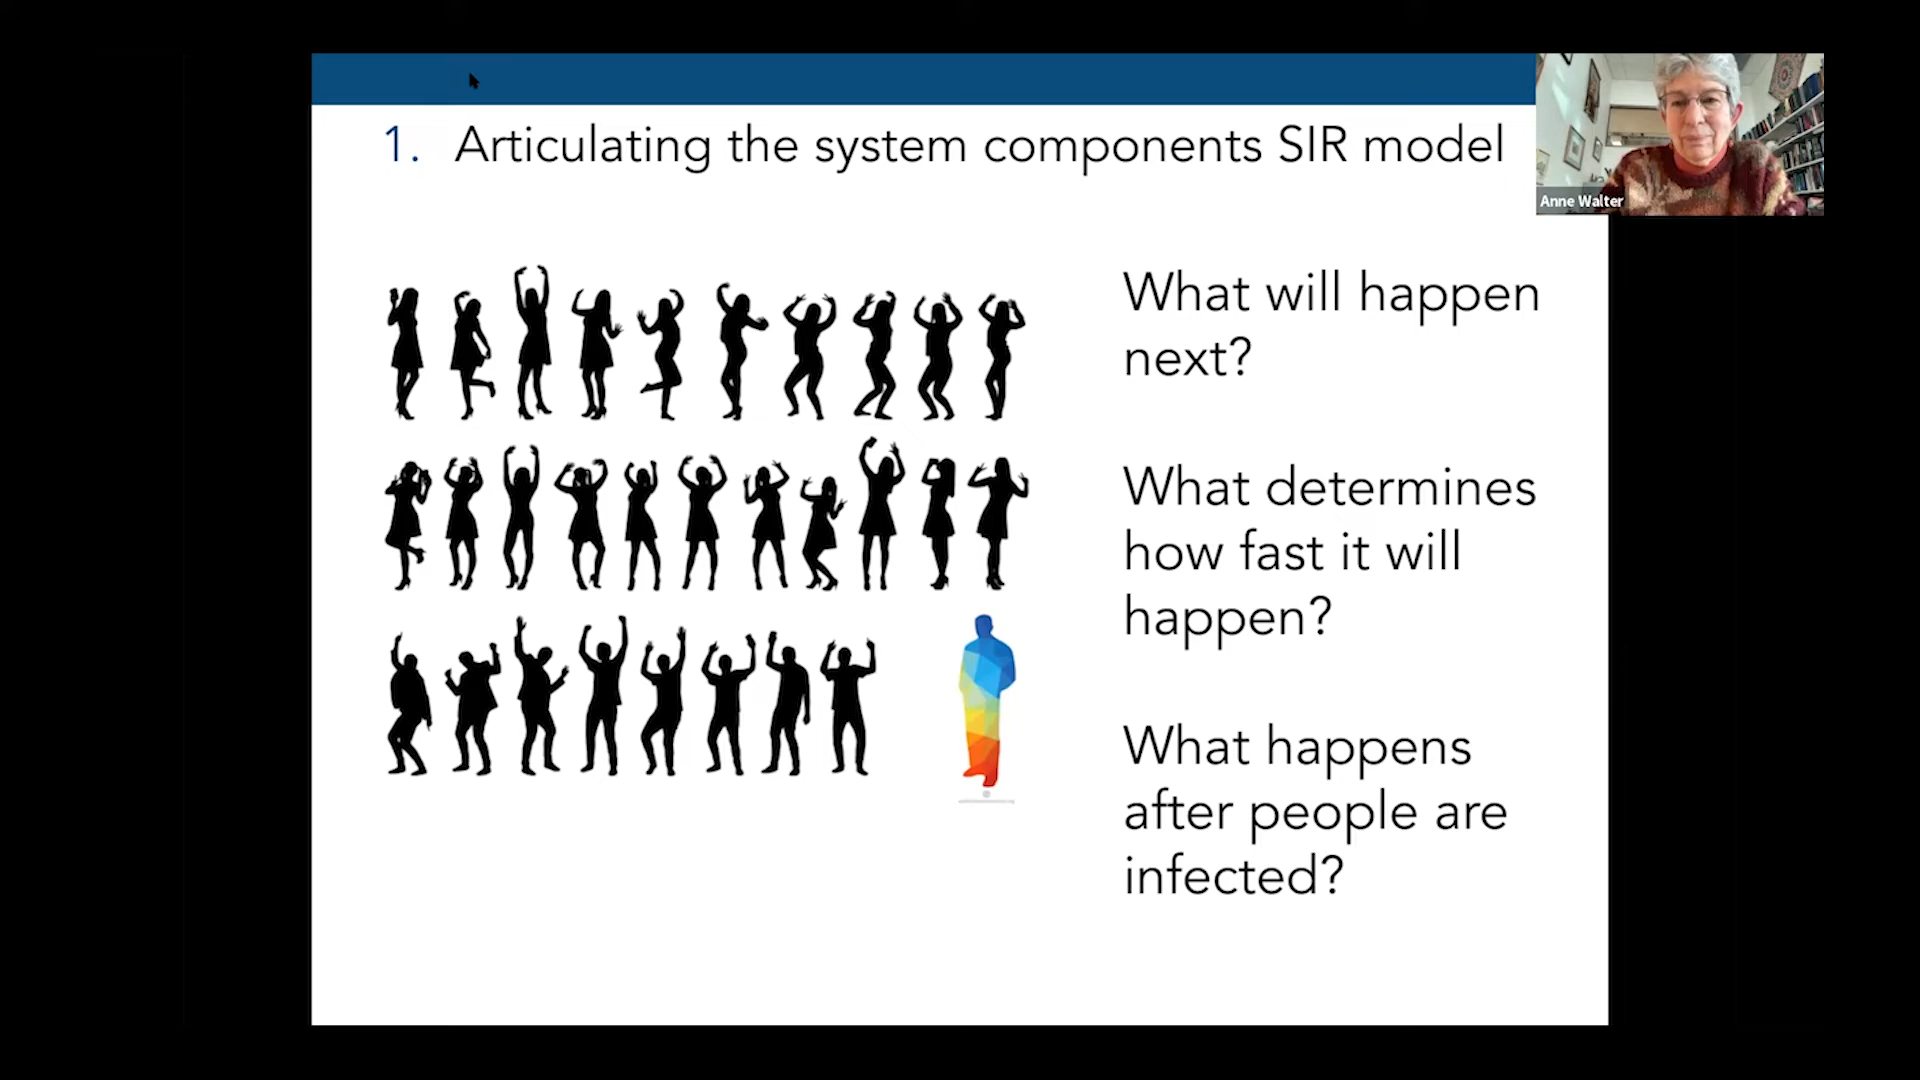 1. Articulating the system components SIR model
Anne Walter
What will happen
next?
What determines
how fast it will
happen?
What happens
after people are
infected?